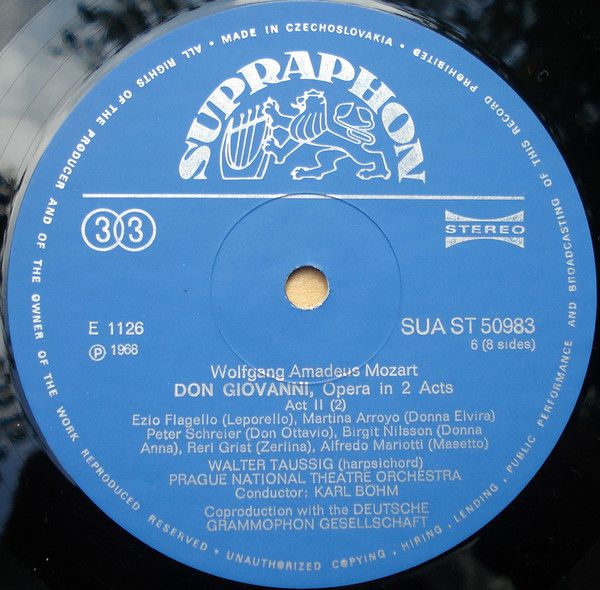 ALL RIGHTS OF THE PRODUCER AND OF THE OWNER OF THE WORK REPRODUCED RESERVED • UNAUTHORIZED COPYING, HIRING, LENDING, PUBLIC PERFORMANCE AND BROADCASTING OF THIS RECORD PROHIBITED • MADE IN CZECHOSLOVAKIA •
SUPRAPHON
33
STEREO
E 1126
SUA ST 50983
Ⓟ 1968
6 (8 sides)
Wolfgang Amadeus Mozart
DON GIOVANNI, Opera in 2 Acts
Act II (2)
Ezio Flagello (Leporello), Martina Arroyo (Donna Elvira)
Peter Schreier (Don Ottavio), Birgit Nilsson (Donna
Anna), Reri Grist (Zerlina), Alfredo Mariotti (Masetto)
WALTER TAUSSIG (harpsichord)
PRAGUE NATIONAL THEATRE ORCHESTRA
Conductor: KARL BÖHM
Coproduction with the DEUTSCHE
GRAMMOPHON GESELLSCHAFT